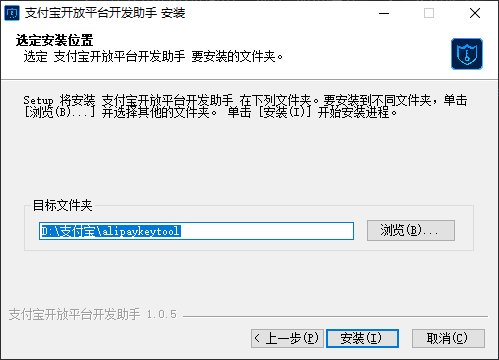 支付宝开放平台开发助手 安装
选定安装位置
选定 支付宝开放平台开发助手 要安装的文件夹。
Setup 将安装 支付宝开放平台开发助手 在下列文件夹。要安装到不同文件夹，单击
[浏览(B)...] 并选择其他的文件夹。 单击 [安装(I)] 开始安装进程。
目标文件夹
D:\支付宝\alipaykeytool
浏览(B)...
支付宝开放平台开发助手 1.0.5
< 上一步(P)
安装(I)
取消(C)